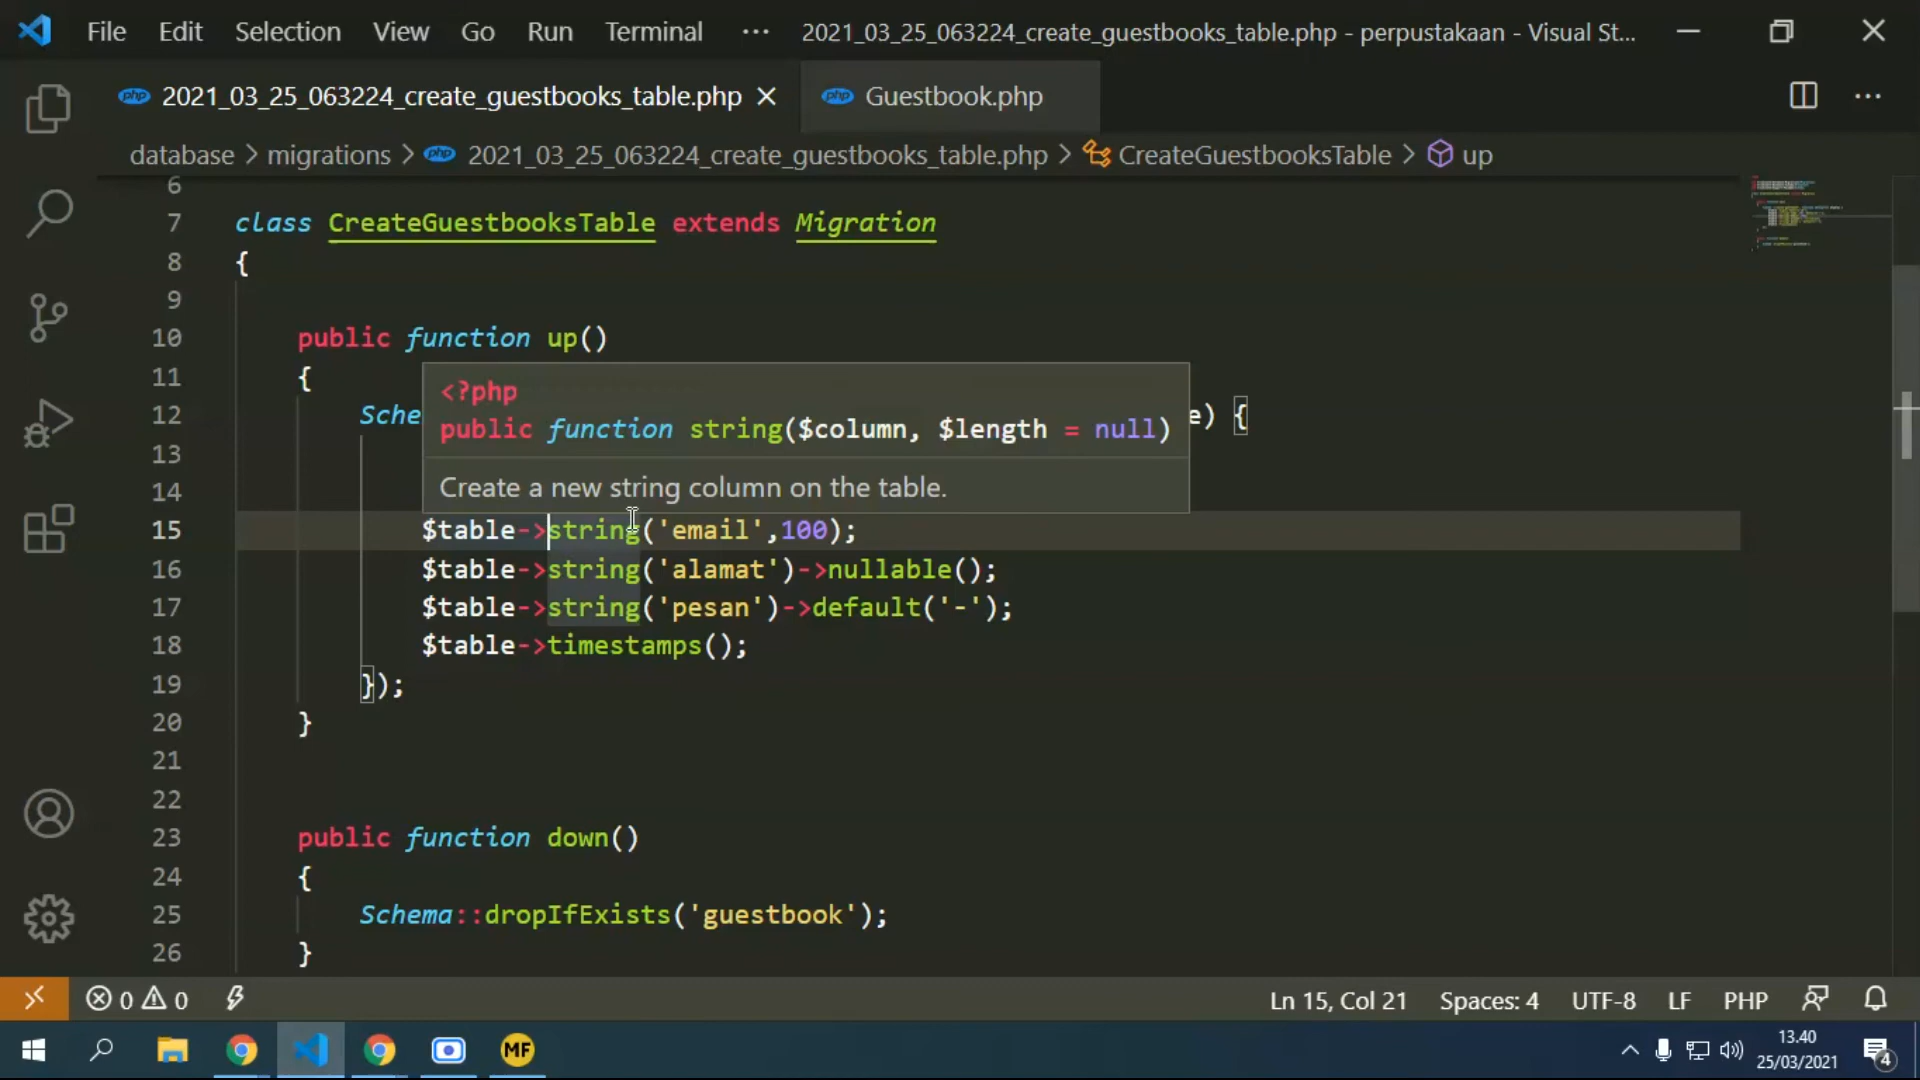 File Edit Selection View Go Run Terminal ··· 2021_03_25_063224_create_guestbooks_table.php - perpustakaan - Visual St...
php 2021_03_25_063224_create_guestbooks_table.php
php Guestbook.php
database > migrations > php 2021_03_25_063224_create_guestbooks_table.php > CreateGuestbooksTable > up
6
7 class CreateGuestbooksTable extends Migration
8 {
9
10 public function up()
11 {
12 Sche e) {
13
14
<?php
public function string($column, $length = null)
Create a new string column on the table.
15 $table->string('email',100);
16 $table->string('alamat')->nullable();
17 $table->string('pesan')->default('-');
18 $table->timestamps();
19 });
20 }
21
22
23 public function down()
24 {
25 Schema::dropIfExists('guestbook');
26 }
0 0 Ln 15, Col 21 Spaces: 4 UTF-8 LF PHP
MF
13.40
25/03/2021
4